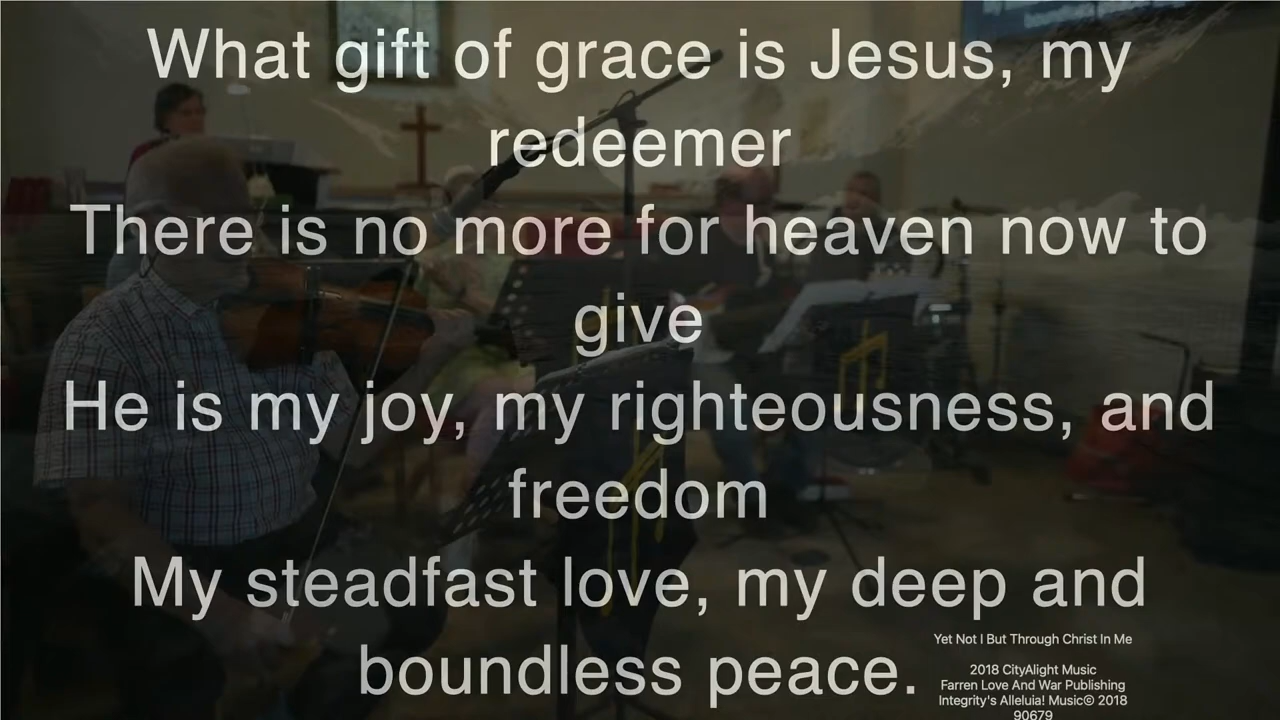 What gift of grace is Jesus, my
redeemer
There is no more for heaven now to
give
He is my joy, my righteousness, and
freedom
My steadfast love, my deep and
boundless peace.
Yet Not I But Through Christ In Me
2018 CityAlight Music
Farren Love And War Publishing
Integrity's Alleluia! Music© 2018
90679